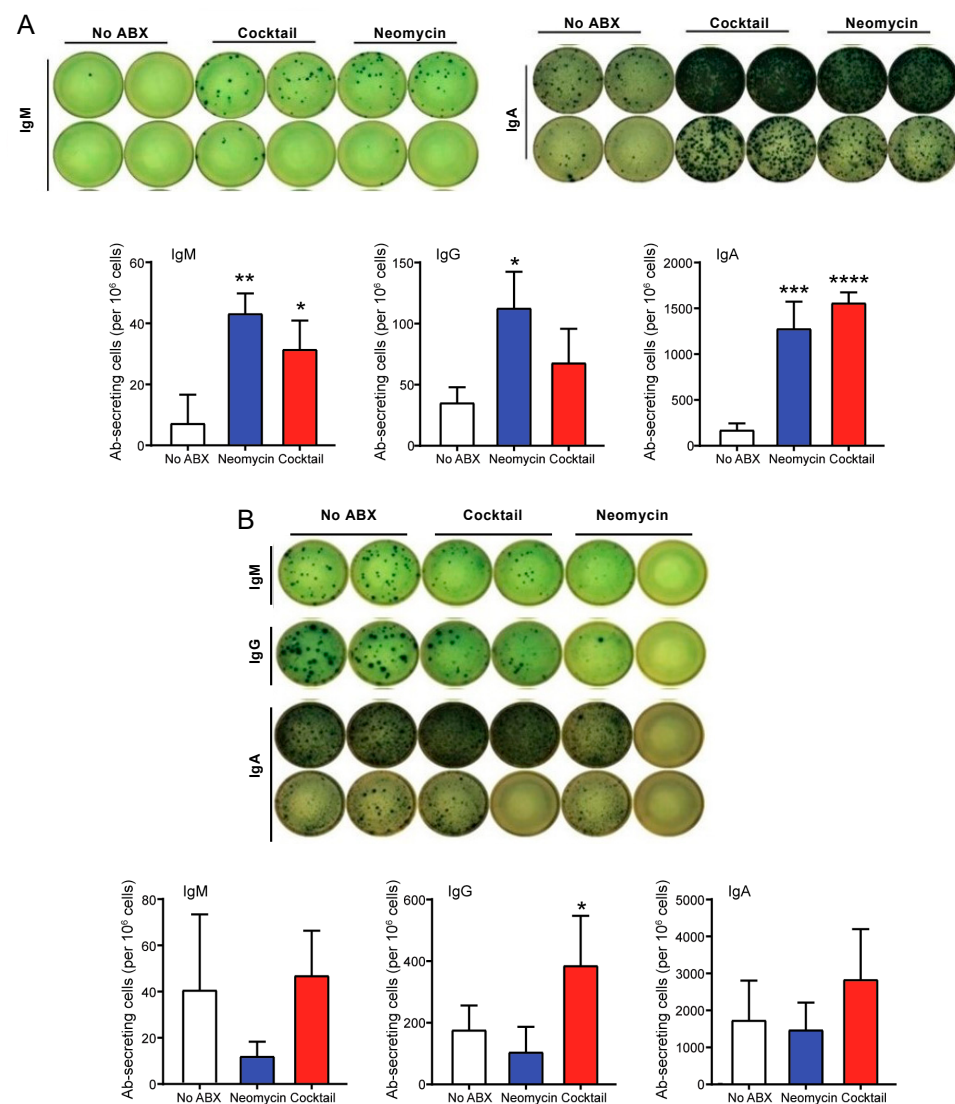 A
No ABX Cocktail Neomycin
IgM
No ABX Cocktail Neomycin
IgA
IgM
Ab-secreting cells (per 10⁶ cells)
60
40
20
0
**
*
No ABX Neomycin Cocktail
IgG
Ab-secreting cells (per 10⁶ cells)
150
100
50
0
*
No ABX Neomycin Cocktail
IgA
Ab-secreting cells (per 10⁶ cells)
2000
1500
1000
500
0
***
****
No ABX Neomycin Cocktail
B
No ABX Cocktail Neomycin
IgM
IgG
IgA
IgM
Ab-secreting cells (per 10⁶ cells)
80
60
40
20
0
No ABX Neomycin Cocktail
IgG
Ab-secreting cells (per 10⁶ cells)
600
400
200
0
*
No ABX Neomycin Cocktail
IgA
Ab-secreting cells (per 10⁶ cells)
5000
4000
3000
2000
1000
0
No ABX Neomycin Cocktail